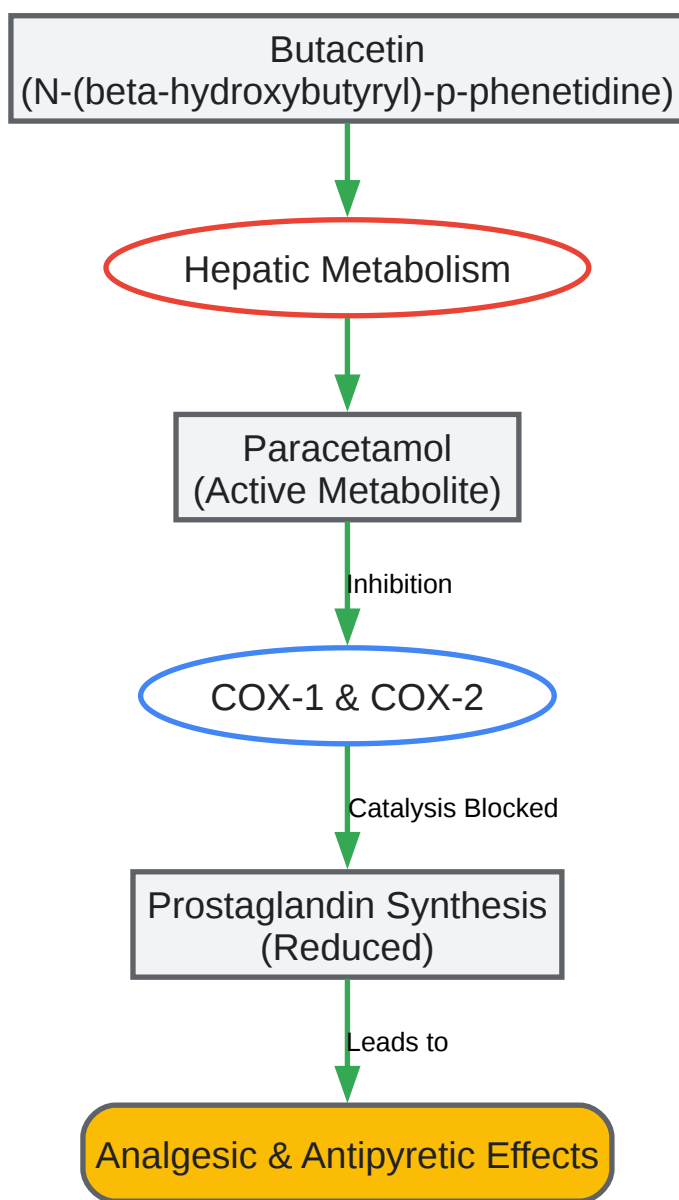 Butacetin
(N-(beta-hydroxybutyryl)-p-phenetidine)
Hepatic Metabolism
Paracetamol
(Active Metabolite)
Inhibition
COX-1 & COX-2
Catalysis Blocked
Prostaglandin Synthesis
(Reduced)
Leads to
Analgesic & Antipyretic Effects